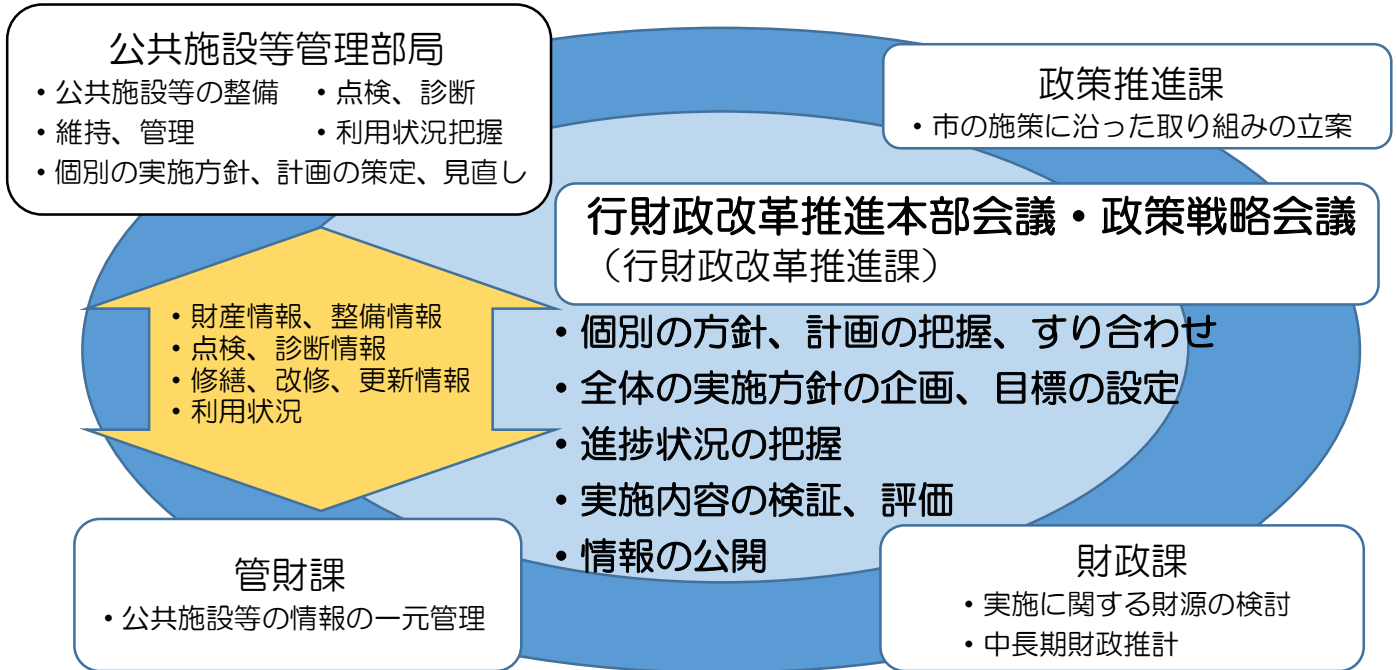 公共施設等管理部局
・公共施設等の整備　・点検、診断
・維持、管理　・利用状況把握
・個別の実施方針、計画の策定、見直し
政策推進課
・市の施策に沿った取り組みの立案
行財政改革推進本部会議・政策戦略会議
（行財政改革推進課）
・財産情報、整備情報
・点検、診断情報
・修繕、改修、更新情報
・利用状況
・個別の方針、計画の把握、すり合わせ
・全体の実施方針の企画、目標の設定
・進捗状況の把握
・実施内容の検証、評価
・情報の公開
管財課
・公共施設等の情報の一元管理
財政課
・実施に関する財源の検討
・中長期財政推計